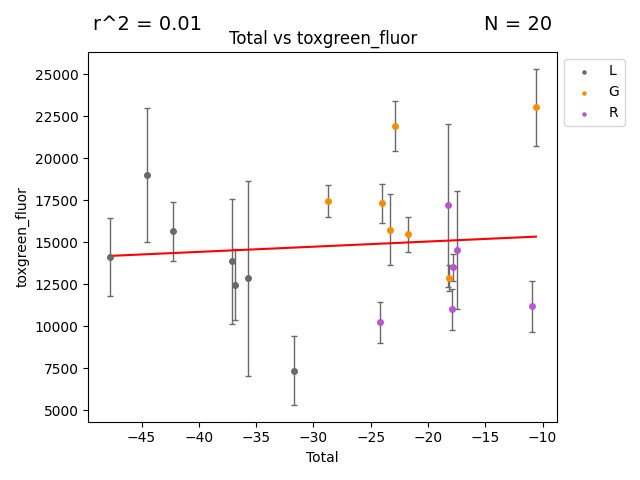 r^2 = 0.01
N = 20
Total vs toxgreen_fluor
25000
22500
20000
17500
15000
12500
10000
7500
5000
toxgreen_fluor
−45
−40
−35
−30
−25
−20
−15
−10
Total
L
G
R